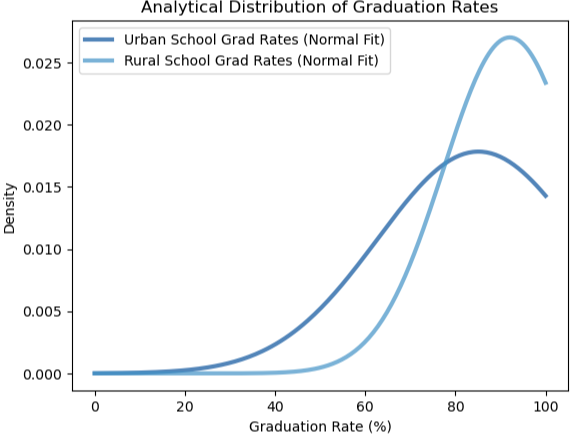 Analytical Distribution of Graduation Rates
Urban School Grad Rates (Normal Fit)
Rural School Grad Rates (Normal Fit)
Density
0.025
0.020
0.015
0.010
0.005
0.000
0 20 40 60 80 100
Graduation Rate (%)